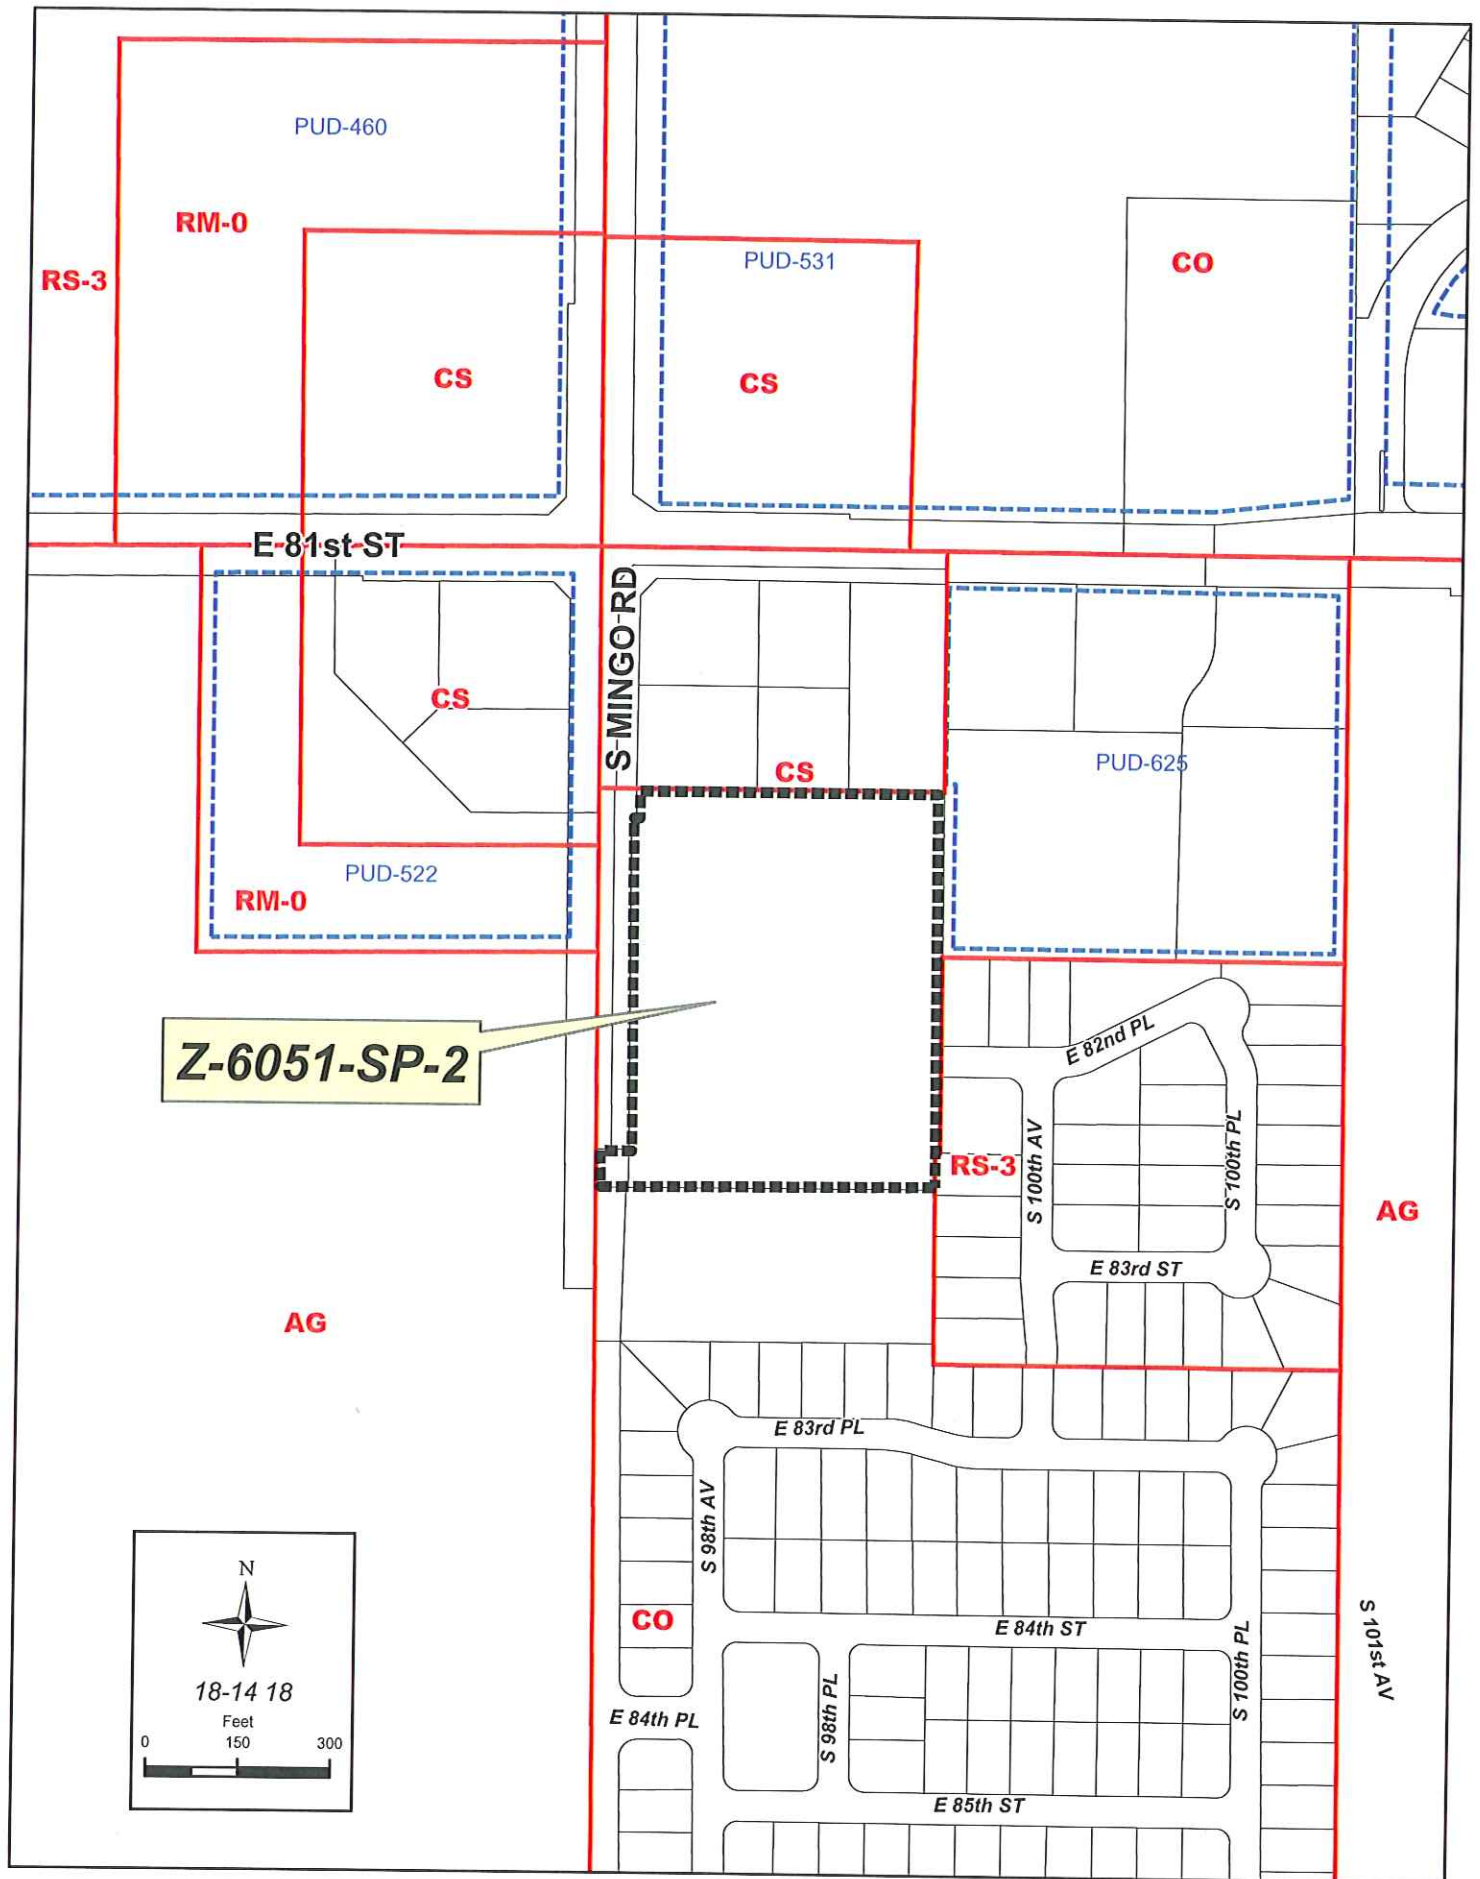 PUD-460
RM-0
RS-3
PUD-531
CO
CS
CS
E 81st ST
S MINGO RD
CS
CS
PUD-625
PUD-522
RM-0
Z-6051-SP-2
E 82nd PL
S 100th AV
S 100th PL
RS-3
AG
E 83rd ST
AG
E 83rd PL
S 98th AV
CO
E 84th ST
S 101st AV
S 100th PL
E 84th PL
S 98th PL
E 85th ST
N
18-14 18
Feet
0 150 300